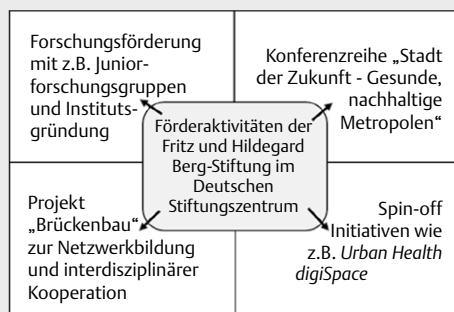 Forschungsförderung
mit z.B. Junior-
forschungsgruppen
und Instituts-
gründung
Konferenzreihe „Stadt
der Zukunft - Gesunde,
nachhaltige
Metropolen“
Förderaktivitäten der
Fritz und Hildegard
Berg-Stiftung im
Deutschen
Stiftungszentrum
Projekt
„Brückenbau“
zur Netzwerkbildung
und interdisziplinärer
Kooperation
Spin-off
Initiativen wie
z.B. Urban Health
digiSpace